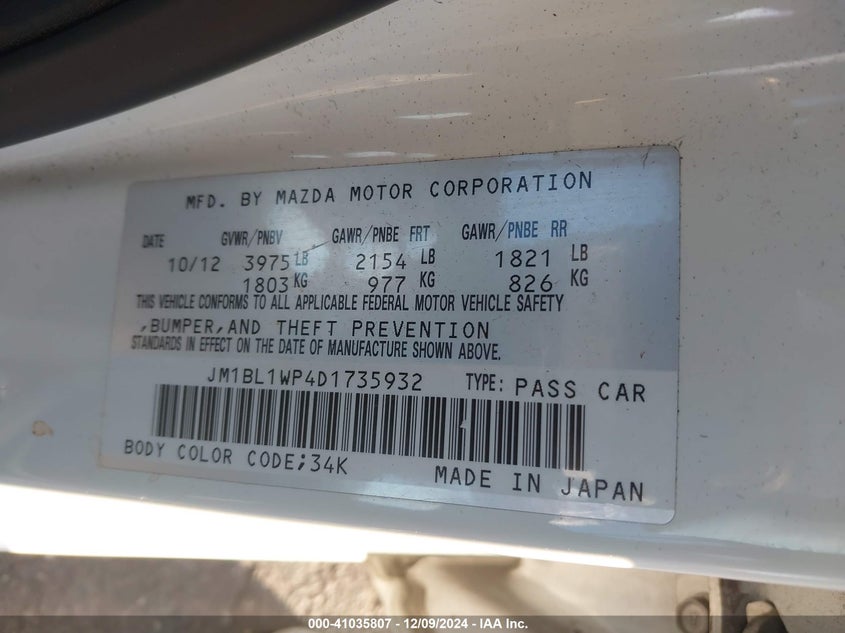 MFD. BY MAZDA MOTOR CORPORATION
DATE GVWR/PNBV GAWR/PNBE FRT GAWR/PNBE RR
10/12 3975 LB 2154 LB 1821 LB
1803 KG 977 KG 826 KG
THIS VEHICLE CONFORMS TO ALL APPLICABLE FEDERAL MOTOR VEHICLE SAFETY
,BUMPER,AND THEFT PREVENTION
STANDARDS IN EFFECT ON THE DATE OF MANUFACTURE SHOWN ABOVE.
JM1BL1WP4D1735932 TYPE: PASS CAR
BODY COLOR CODE;34K
MADE IN JAPAN
000-41035807 - 12/09/2024 - IAA Inc.